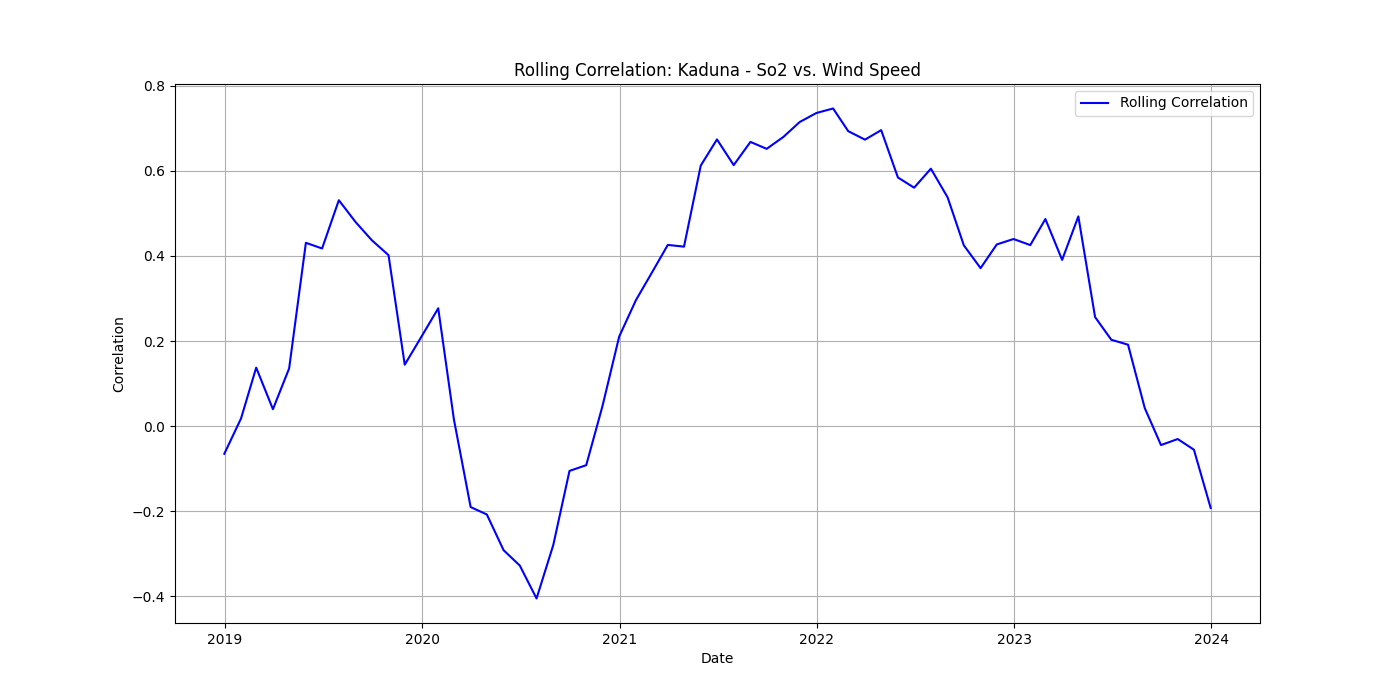 Rolling Correlation: Kaduna - So2 vs. Wind Speed
Rolling Correlation
0.8
0.6
0.4
0.2
0.0
−0.2
−0.4
Correlation
2019 2020 2021 2022 2023 2024
Date